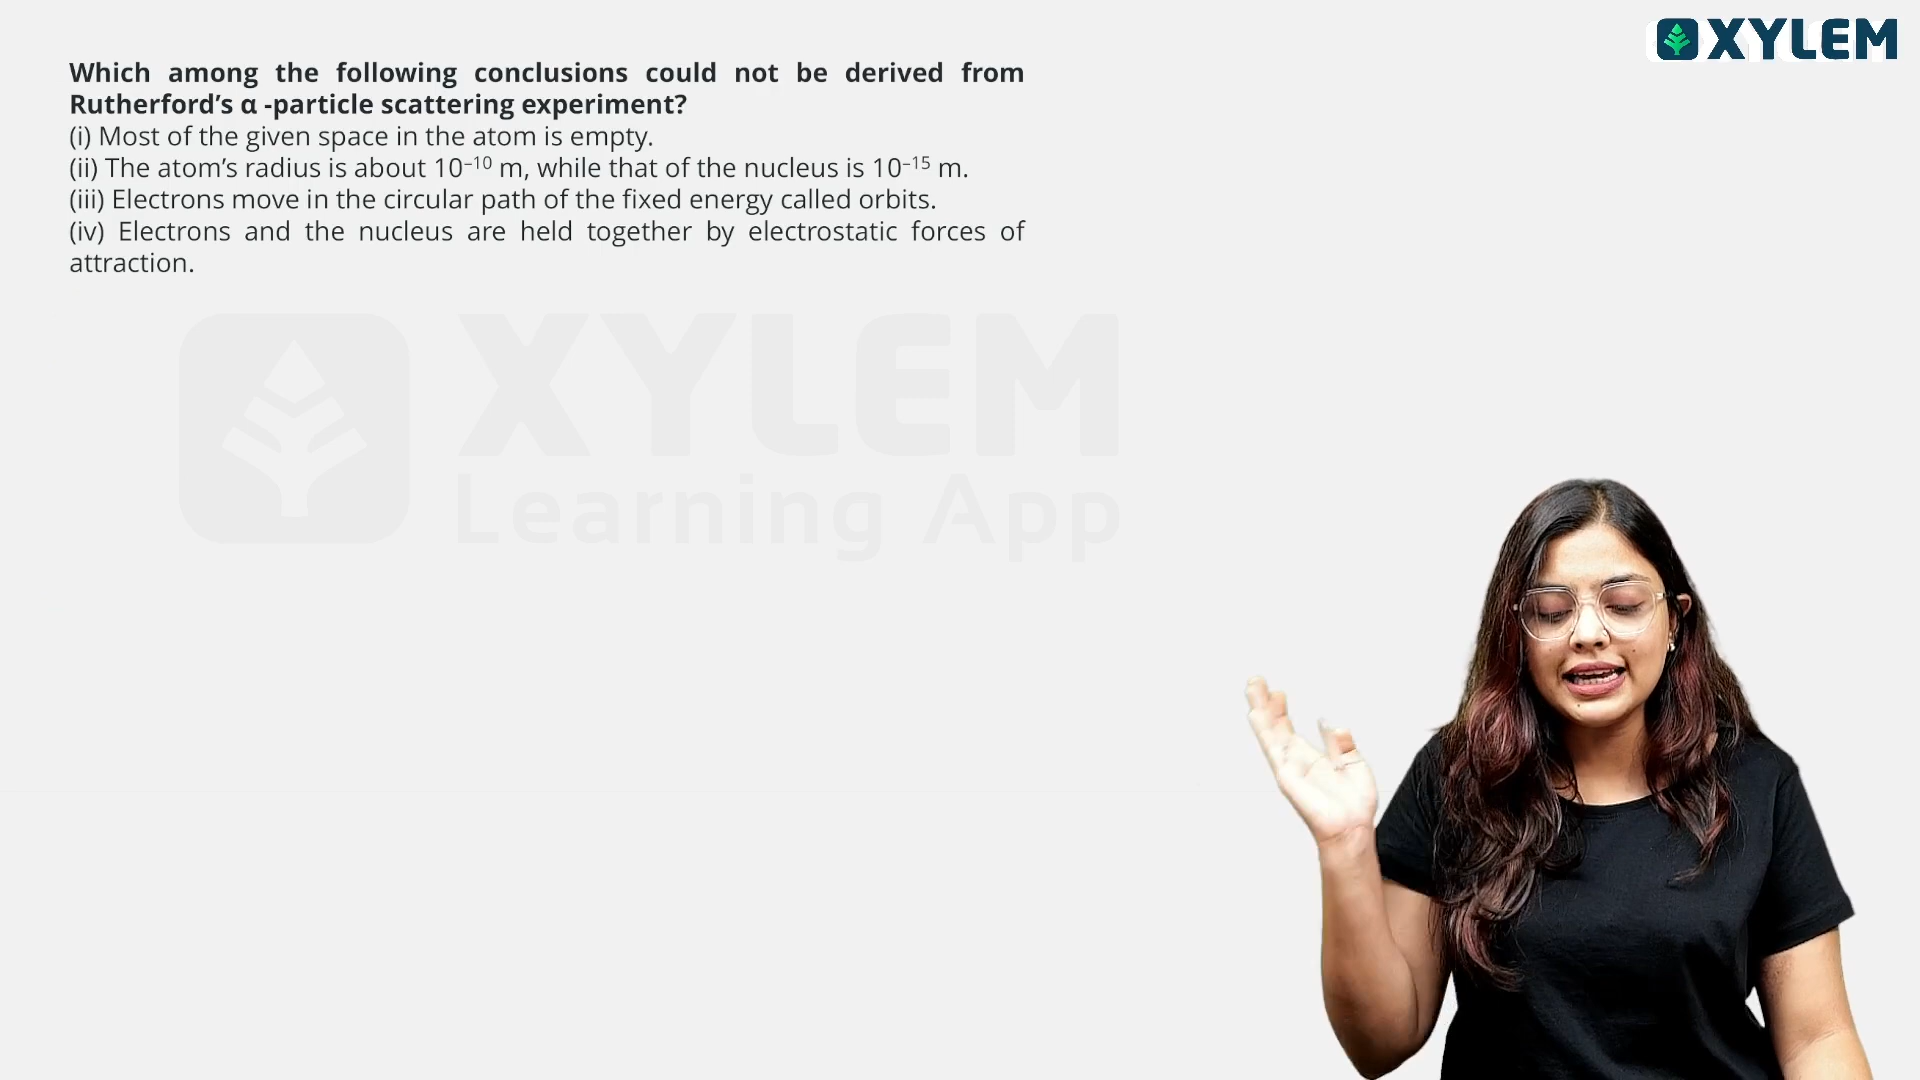 XYLEM
Which among the following conclusions could not be derived from
Rutherford’s α -particle scattering experiment?
(i) Most of the given space in the atom is empty.
(ii) The atom’s radius is about 10⁻¹⁰ m, while that of the nucleus is 10⁻¹⁵ m.
(iii) Electrons move in the circular path of the fixed energy called orbits.
(iv) Electrons and the nucleus are held together by electrostatic forces of
attraction.
XYLEM
Learning App